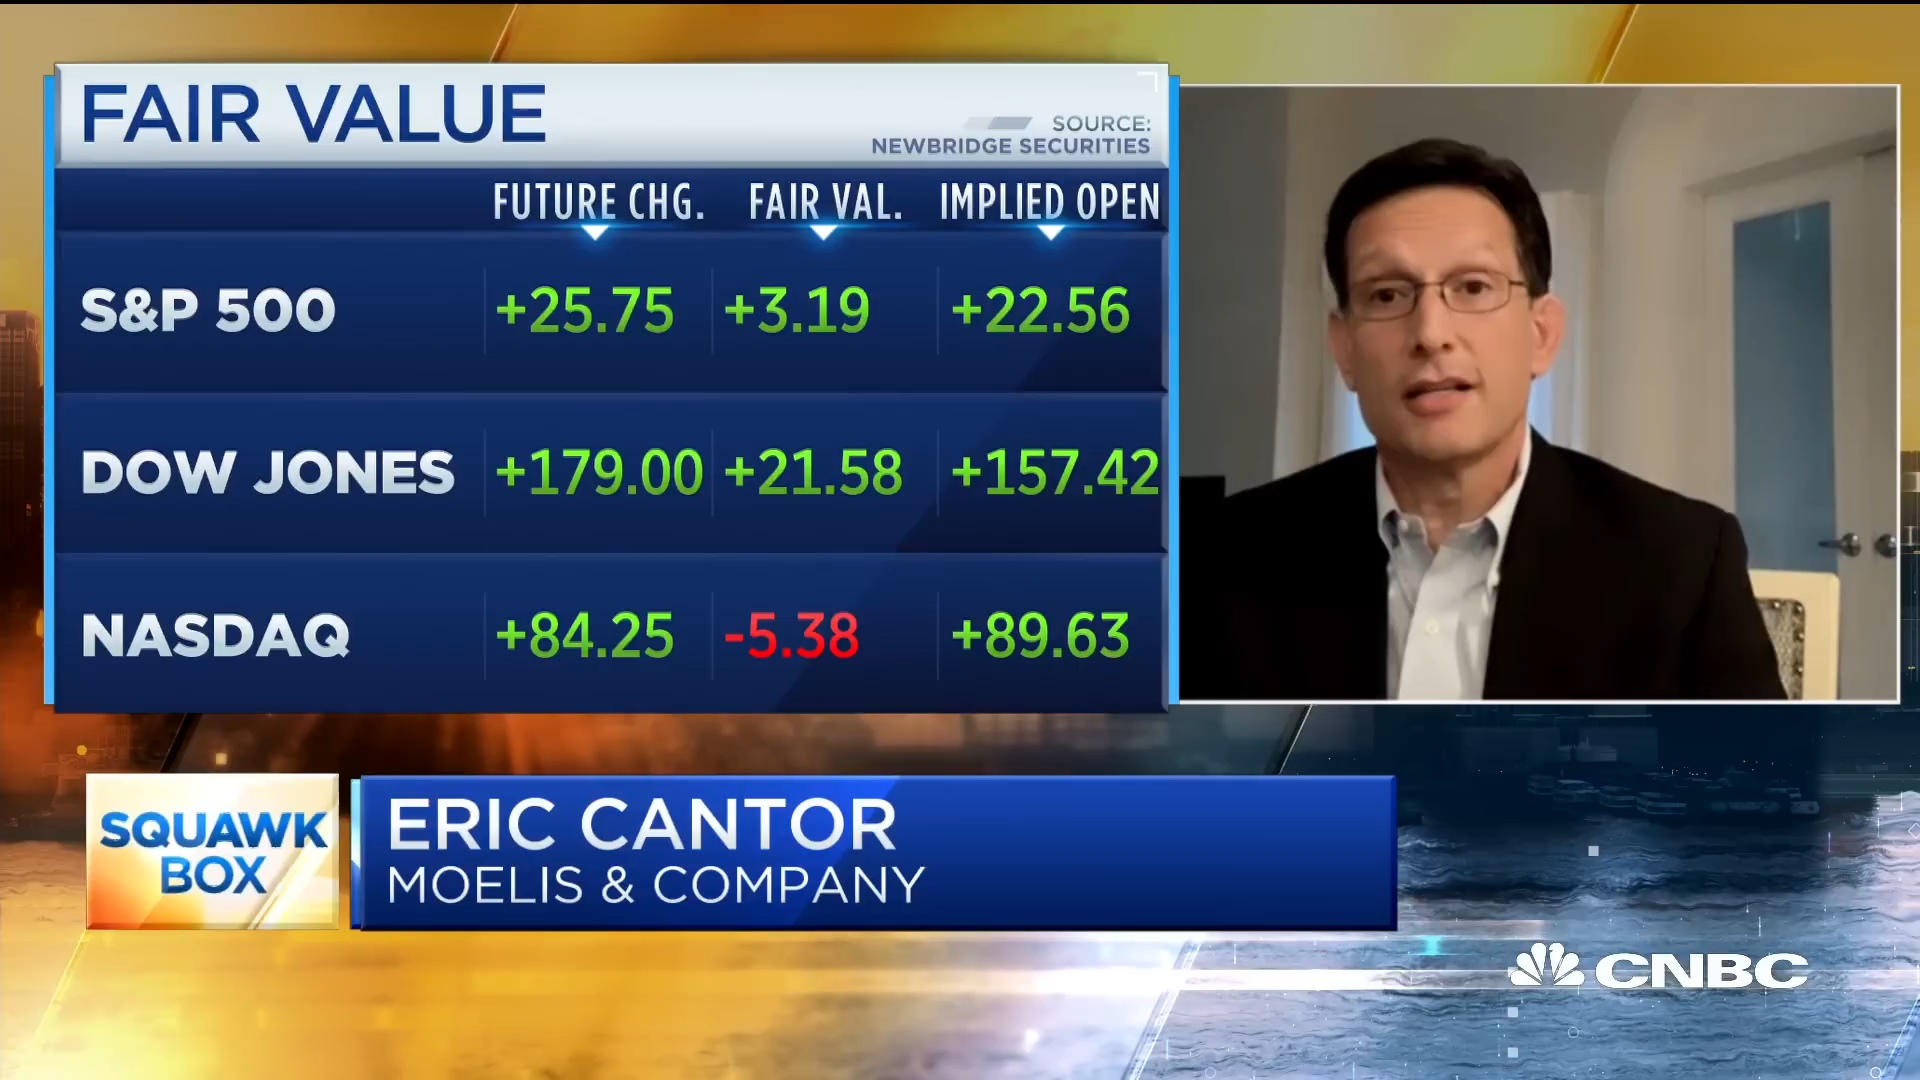 FAIR VALUE
SOURCE:
NEWBRIDGE SECURITIES
FUTURE CHG. FAIR VAL. IMPLIED OPEN
S&P 500 +25.75 +3.19 +22.56
DOW JONES +179.00 +21.58 +157.42
NASDAQ +84.25 -5.38 +89.63
SQUAWK
BOX
ERIC CANTOR
MOELIS & COMPANY
CNBC